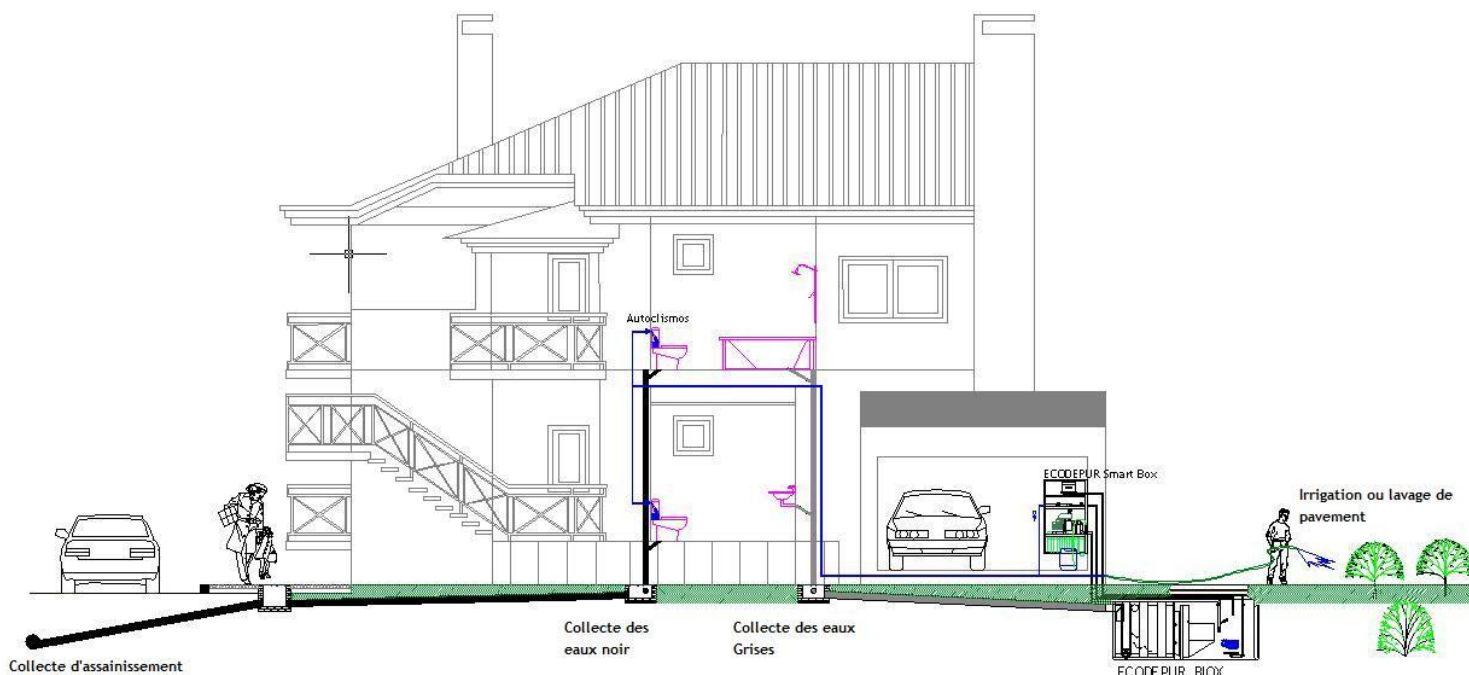 Autoclismos
ECODEPUR Smart Box
Irrigation ou lavage de
pavement
Collecte des
eaux noir
Collecte des eaux
Grises
Collecte d'assainissement
ECODEPUR BIOX